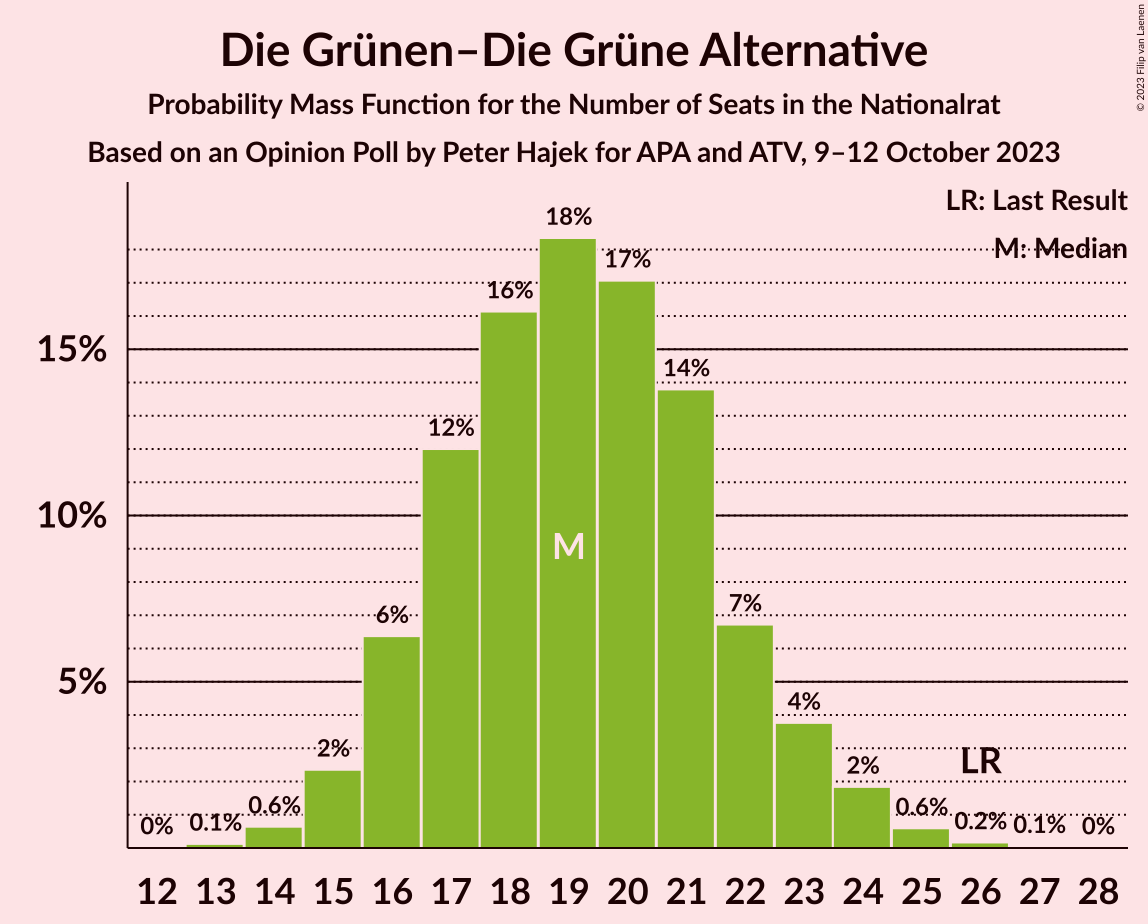 Die Grünen–Die Grüne Alternative
Probability Mass Function for the Number of Seats in the Nationalrat
Based on an Opinion Poll by Peter Hajek for APA and ATV, 9–12 October 2023
© 2023 Filip van Laenen
LR: Last Result
M: Median
18%
17%
16%
15%
14%
12%
10%
M
7%
6%
5%
4%
2%
LR
2%
0.6%
0.6%
0% 0.1% 0.2% 0.1% 0%
12 13 14 15 16 17 18 19 20 21 22 23 24 25 26 27 28